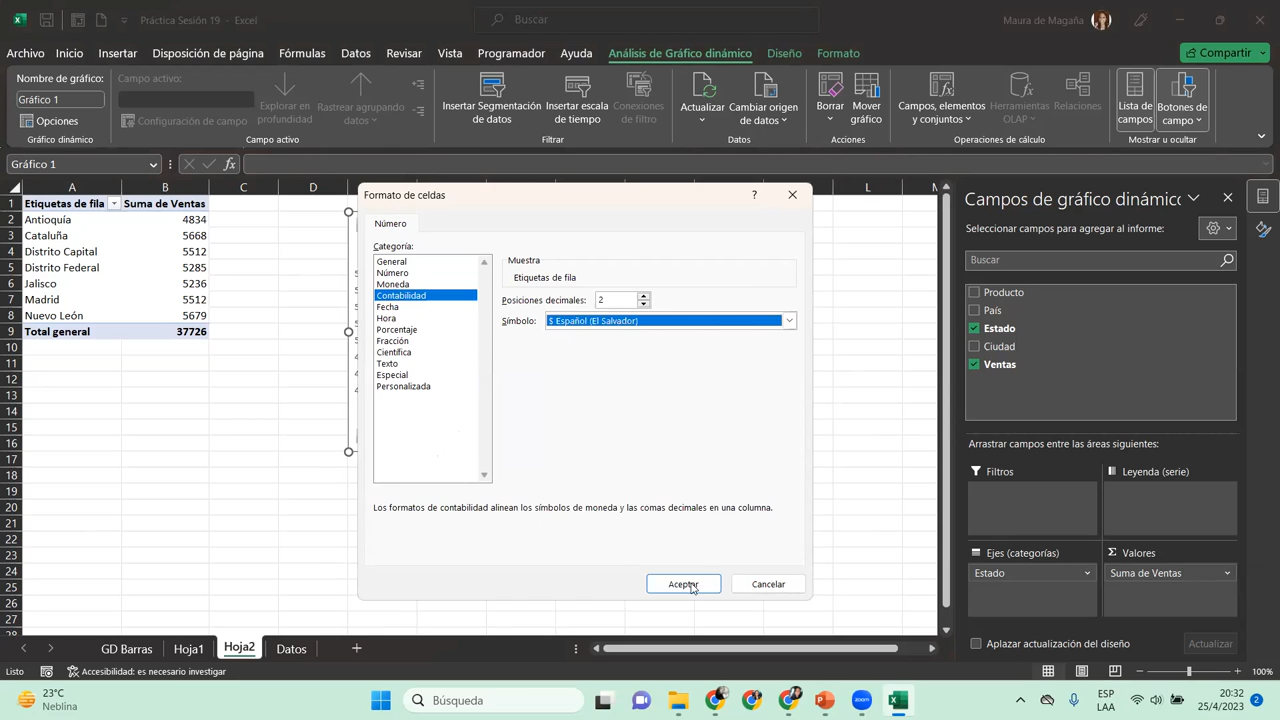 Práctica Sesión 19 - Excel
Buscar
Maura de Magaña
Archivo Inicio Insertar Disposición de página Fórmulas Datos Revisar Vista Programador Ayuda Análisis de Gráfico dinámico Diseño Formato
Compartir
Nombre de gráfico:
Gráfico 1
Opciones
Gráfico dinámico
Campo activo:
Configuración de campo
Explorar en profundidad
Rastrear agrupando datos
Campo activo
Insertar Segmentación de datos
Insertar escala de tiempo
Conexiones de filtro
Filtrar
Actualizar
Cambiar origen de datos
Datos
Borrar
Mover gráfico
Acciones
Campos, elementos y conjuntos
Herramientas OLAP
Relaciones
Operaciones de cálculo
Lista de campos
Botones de campo
Mostrar u ocultar
Gráfico 1
fx
A B C D L
1 Etiquetas de fila Suma de Ventas
2 Antioquía 4834
3 Cataluña 5668
4 Distrito Capital 5512
5 Distrito Federal 5285
6 Jalisco 5236
7 Madrid 5512
8 Nuevo León 5679
9 Total general 37726
10
11
12
13
14
15
16
17
18
19
20
21
22
23
24
25
26
27
28
Formato de celdas
?
Número
Categoría:
General
Número
Moneda
Contabilidad
Fecha
Hora
Porcentaje
Fracción
Científica
Texto
Especial
Personalizada
Muestra
Etiquetas de fila
Posiciones decimales: 2
Símbolo: $ Español (El Salvador)
Los formatos de contabilidad alinean los símbolos de moneda y las comas decimales en una columna.
Aceptar Cancelar
Campos de gráfico dinámic
Seleccionar campos para agregar al informe:
Buscar
Producto
País
Estado
Ciudad
Ventas
Arrastrar campos entre las áreas siguientes:
Filtros
Leyenda (serie)
Ejes (categorías)
Estado
Σ Valores
Suma de Ventas
Aplazar actualización del diseño
Actualizar
GD Barras Hoja1 Hoja2 Datos
Listo
Accesibilidad: es necesario investigar
100%
23°C
Neblina
Búsqueda
ESP
LAA
20:32
25/4/2023
2